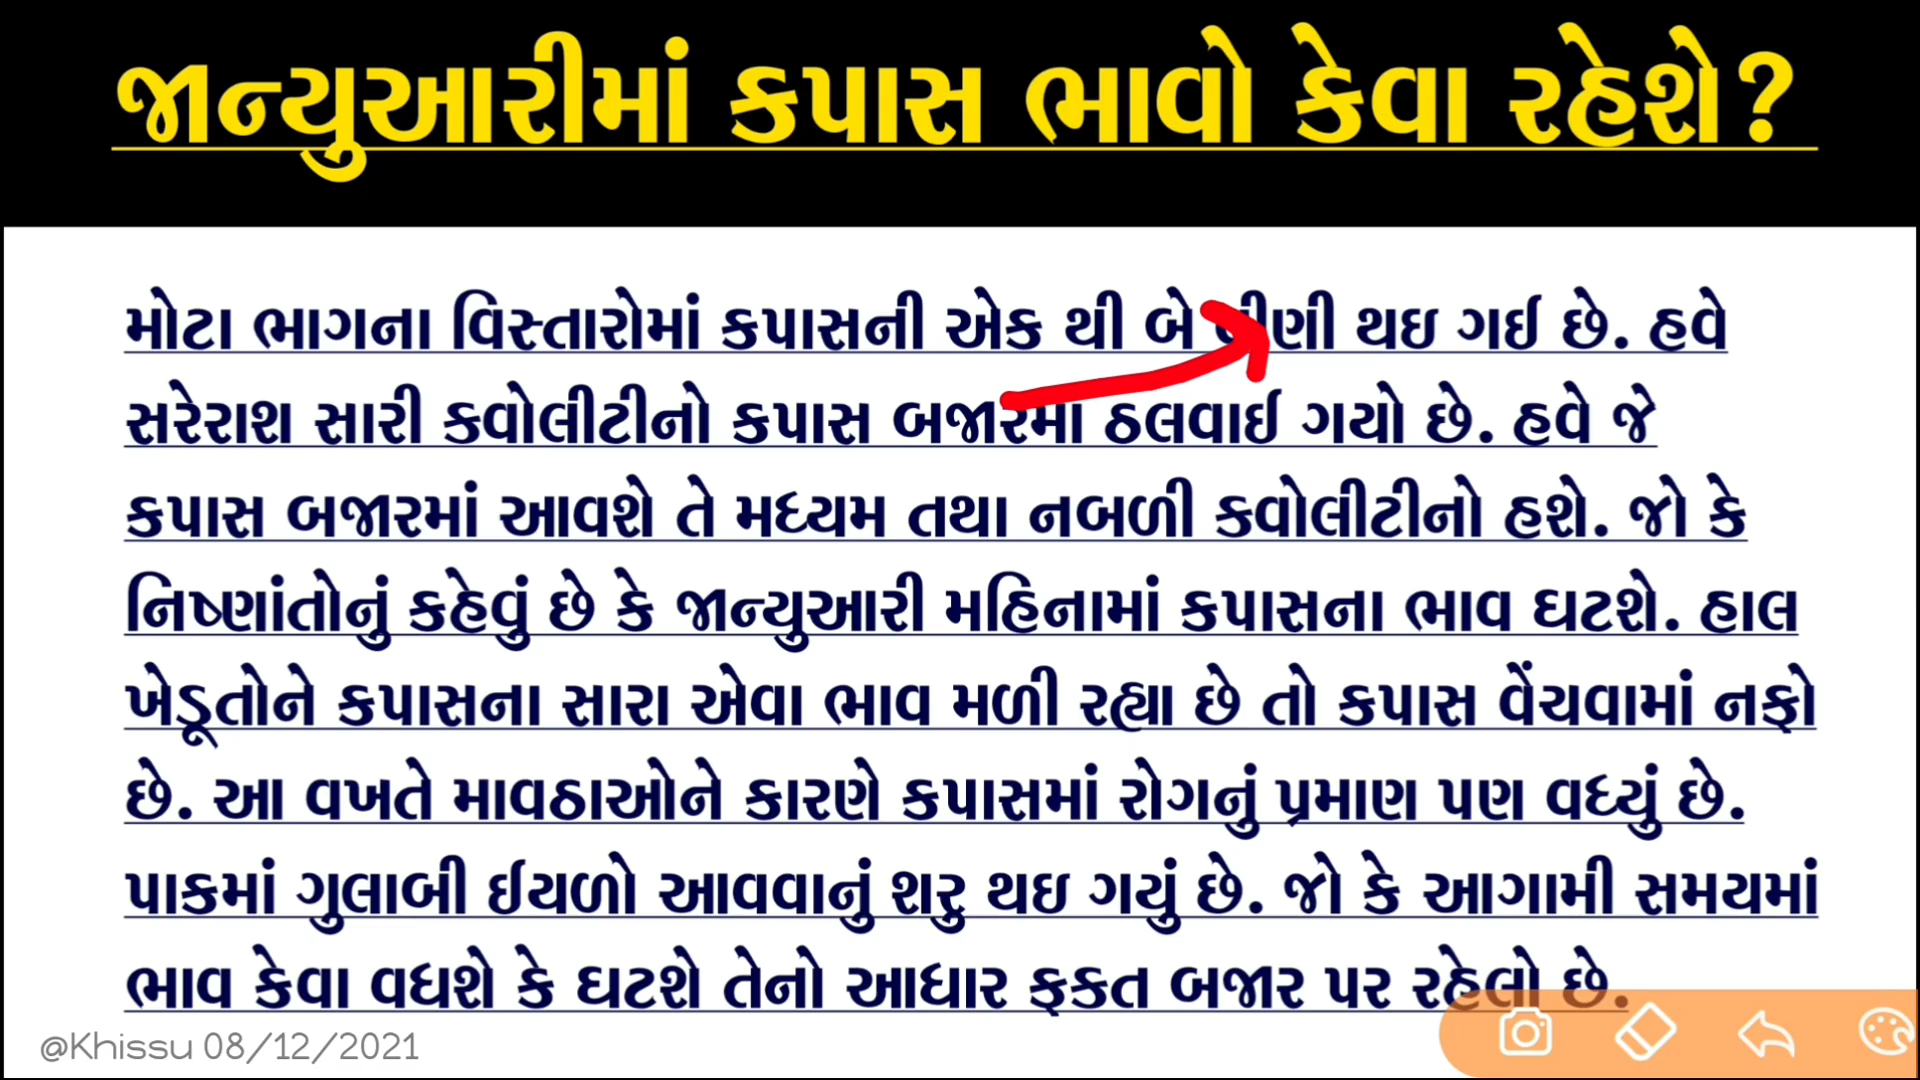 જાન્યુઆરીમાં કપાસ ભાવો કેવા રહેશે?
મોટા ભાગના વિસ્તારોમાં કપાસની એક થી બે થઇ ગઈ છે. હવે
સરેરાશ સારી કવોલીટીનો કપાસ બજારમાં ઠલવાઈ ગયો છે. હવે જે
કપાસ બજારમાં આવશે તે મધ્યમ તથા નબળી કવોલીટીનો હશે. જો કે
નિષ્ણાંતોનું કહેવું છે કે જાન્યુઆરી મહિનામાં કપાસના ભાવ ઘટશે. હાલ
ખેડૂતોને કપાસના સારા એવા ભાવ મળી રહ્યા છે તો કપાસ વેંચવામાં નફો
છે. આ વખતે માવઠાઓને કારણે કપાસમાં રોગનું પ્રમાણ પણ વધ્યું છે.
પાકમાં ગુલાબી ઈયળો આવવાનું શરુ થઇ ગયું છે. જો કે આગામી સમયમાં
ભાવ કેવા વધશે કે ઘટશે તેનો આધાર ફકત બજાર પર રહેલો છે.
@Khissu 08/12/2021